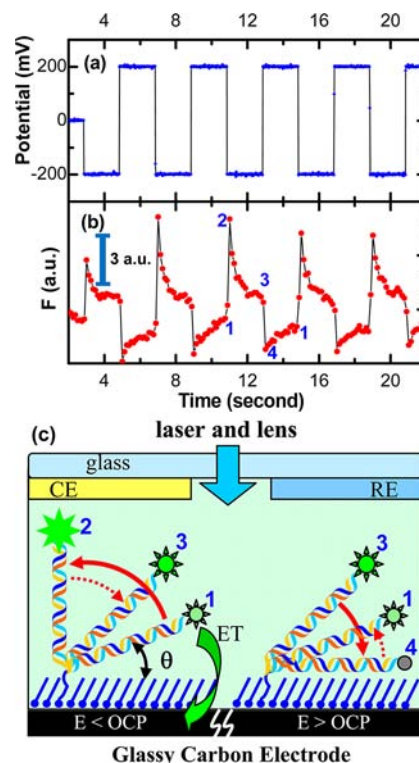 4 8 12 16 20
Potential (mV)
200
0
-200
(a)
F (a.u.)
(b)
3 a.u.
2
3
1
4
1
4 8 12 16 20
Time (second)
(c)
laser and lens
glass
CE
RE
2
3
1
ET
θ
3
1
4
E < OCP
E > OCP
Glassy Carbon Electrode